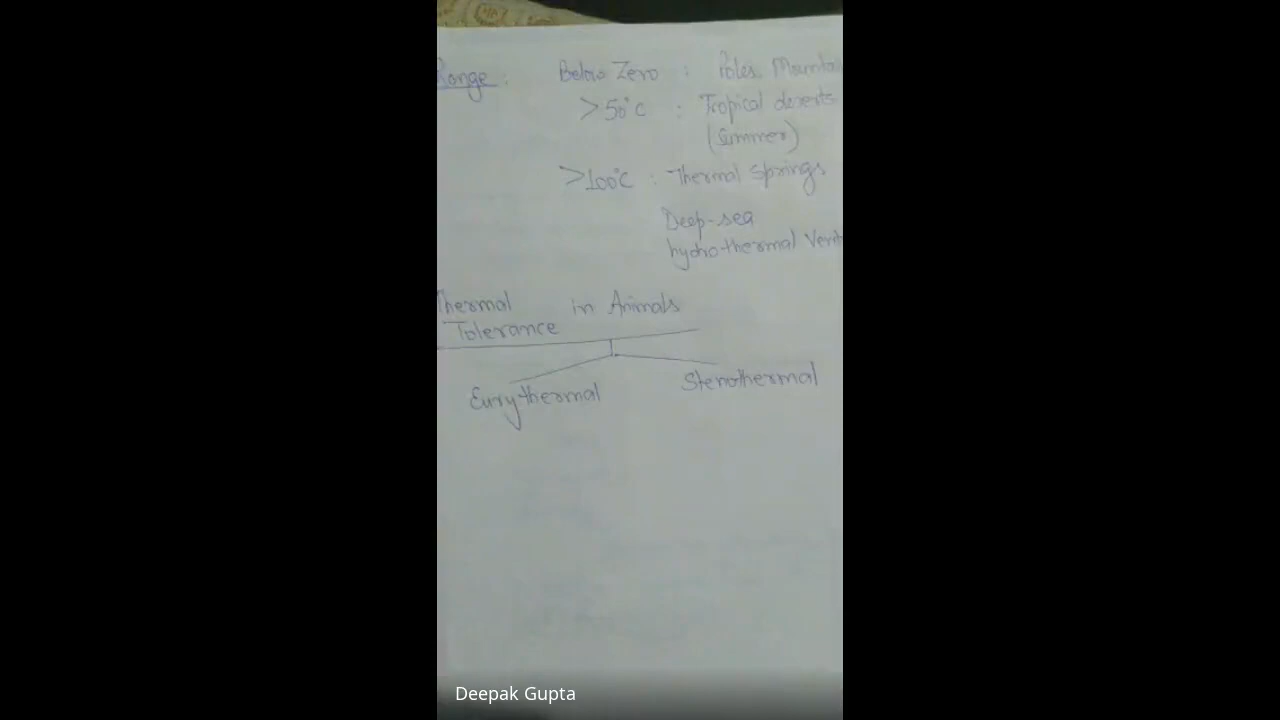 Range : Below Zero : Poles, Mountai
>50°C : Tropical deserts
(Summer)
>100°C : Thermal Springs
Deep-sea
hydrothermal Vent
Thermal in Animals
Tolerance
Eurythermal Stenothermal
Deepak Gupta